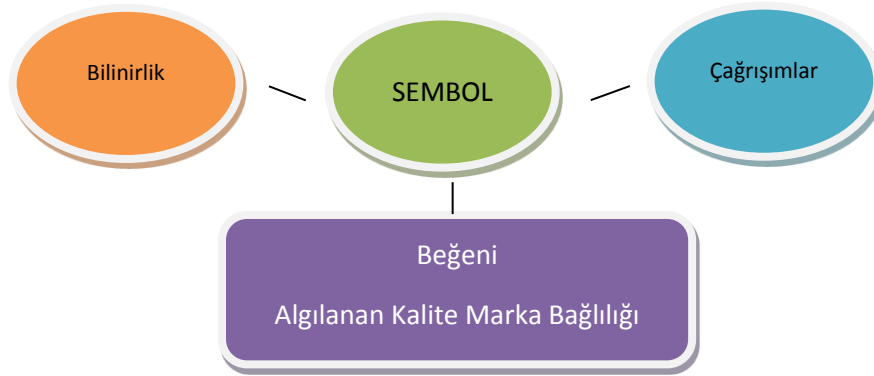 Bilinirlik
SEMBOL
Çağrışımlar
Beğeni
Algılanan Kalite Marka Bağlılığı